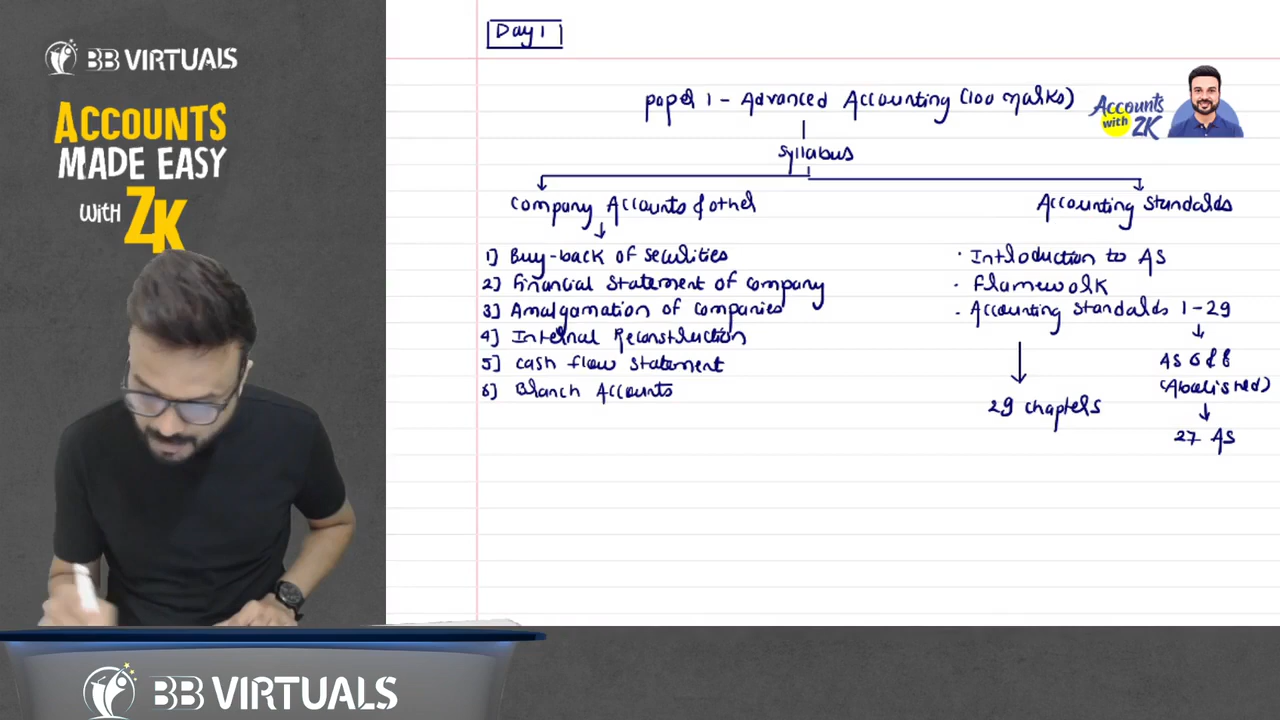 BB VIRTUALS
ACCOUNTS
MADE EASY
WITH ZK
Day 1
Paper 1 - Advanced Accounting (100 Marks)
Accounts
with ZK
Syllabus
Company Accounts & other
Accounting Standards
1] Buy-back of Securities
2] Financial Statement of Company
3] Amalgamation of Companies
4] Internal Reconstruction
5] Cash flow Statement
6] Branch Accounts
· Introduction to AS
· Framework
· Accounting Standards 1-29
AS 6 & 8
(Abolished)
29 chapters
27 AS
BB VIRTUALS